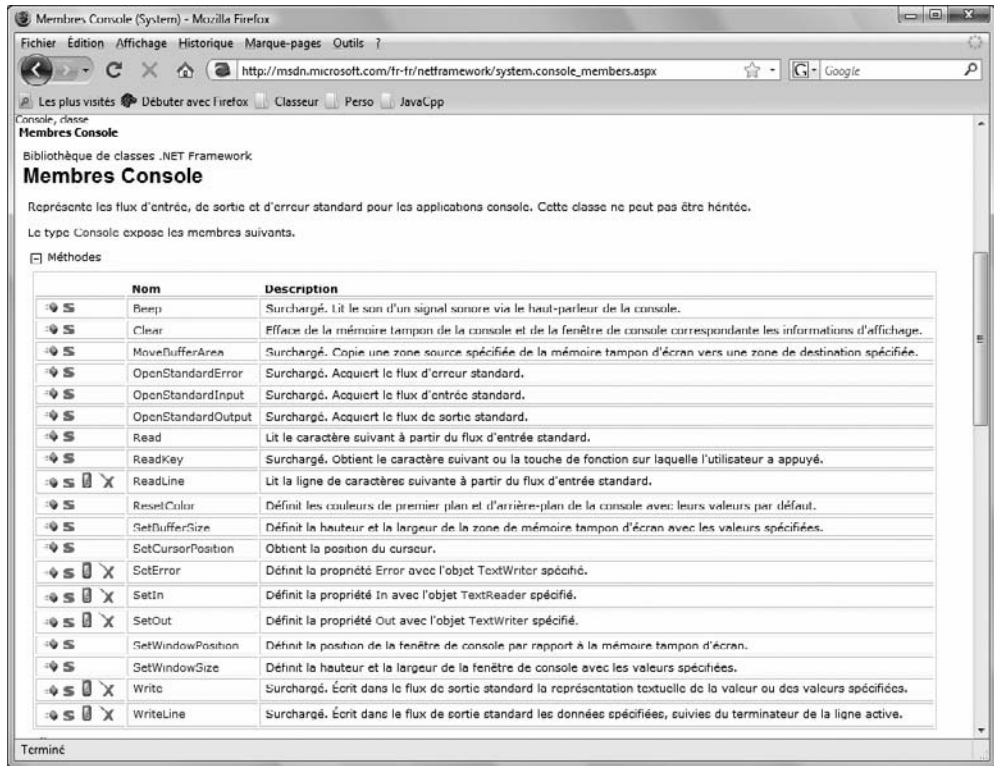 Membres Console (System) - Mozilla Firefox
Fichier Édition Affichage Historique Marque-pages Outils ?
http://msdn.microsoft.com/fr-fr/netframework/system.console_members.aspx
G Google
Les plus visités Débuter avec Firefox Classeur Perso JavaCpp
Console, classe
Membres Console
Bibliothèque de classes .NET Framework
Membres Console
Représente les flux d'entrée, de sortie et d'erreur standard pour les applications console. Cette classe ne peut pas être héritée.
Le type Console expose les membres suivants.
Méthodes
Nom Description
S Beep Surchargé. Lit le son d'un signal sonore via le haut-parleur de la console.
S Clear Efface de la mémoire tampon de la console et de la fenêtre de console correspondante les informations d'affichage.
S MoveBufferArea Surchargé. Copie une zone source spécifiée de la mémoire tampon d'écran vers une zone de destination spécifiée.
S OpenStandardError Surchargé. Acquiert le flux d'erreur standard.
S OpenStandardInput Surchargé. Acquiert le flux d'entrée standard.
S OpenStandardOutput Surchargé. Acquiert le flux de sortie standard.
S Read Lit le caractère suivant à partir du flux d'entrée standard.
S ReadKey Surchargé. Obtient le caractère suivant ou la touche de fonction sur laquelle l'utilisateur a appuyé.
S ReadLine Lit la ligne de caractères suivante à partir du flux d'entrée standard.
S ResetColor Définit les couleurs de premier plan et d'arrière-plan de la console avec leurs valeurs par défaut.
S SetBufferSize Définit la hauteur et la largeur de la zone de mémoire tampon d'écran avec les valeurs spécifiées.
S SetCursorPosition Obtient la position du curseur.
S SetError Définit la propriété Error avec l'objet TextWriter spécifié.
S SetIn Définit la propriété In avec l'objet TextReader spécifié.
S SetOut Définit la propriété Out avec l'objet TextWriter spécifié.
S SetWindowPosition Définit la position de la fenêtre de console par rapport à la mémoire tampon d'écran.
S SetWindowSize Définit la hauteur et la largeur de la fenêtre de console avec les valeurs spécifiées.
S Write Surchargé. Écrit dans le flux de sortie standard la représentation textuelle de la valeur ou des valeurs spécifiées.
S WriteLine Surchargé. Écrit dans le flux de sortie standard les données spécifiées, suivies du terminateur de la ligne active.
Terminé